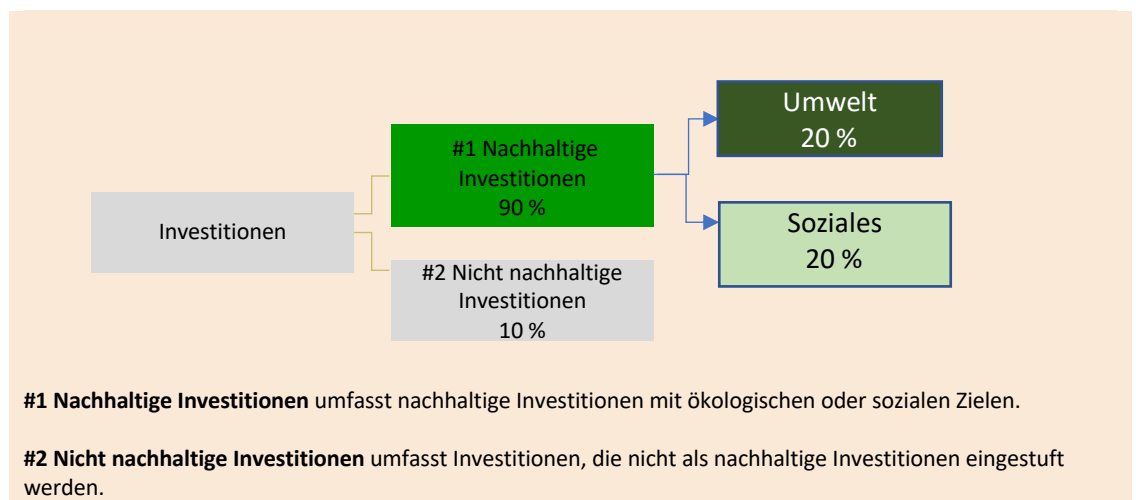 Investitionen
#1 Nachhaltige
Investitionen
90 %
#2 Nicht nachhaltige
Investitionen
10 %
Umwelt
20 %
Soziales
20 %
#1 Nachhaltige Investitionen umfasst nachhaltige Investitionen mit ökologischen oder sozialen Zielen.
#2 Nicht nachhaltige Investitionen umfasst Investitionen, die nicht als nachhaltige Investitionen eingestuft
werden.